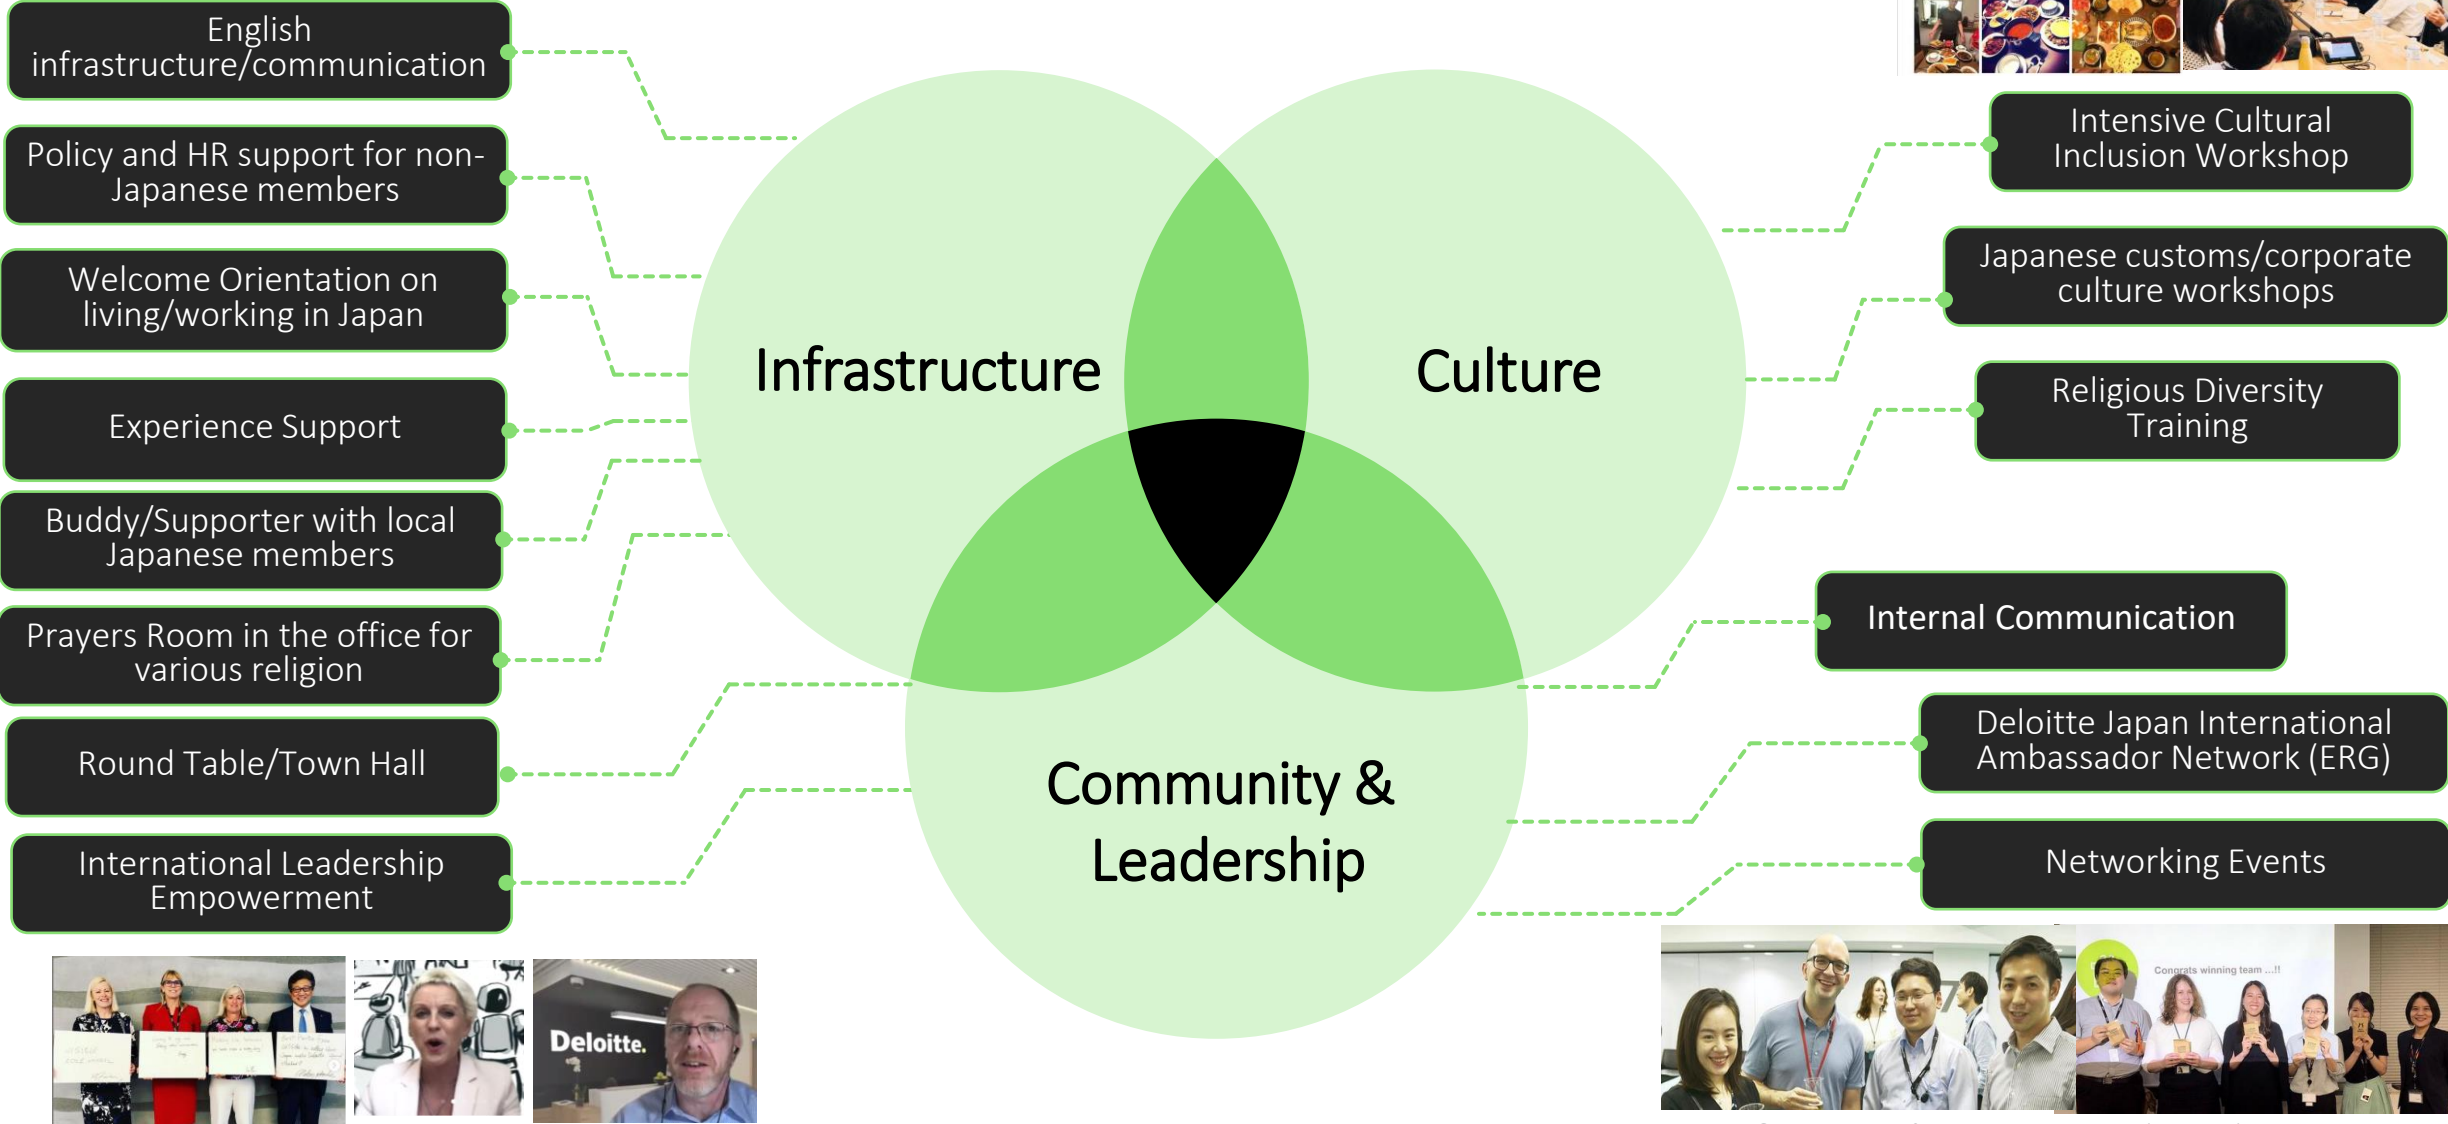 English
infrastructure/communication
Policy and HR support for non-
Japanese members
Welcome Orientation on
living/working in Japan
Experience Support
Buddy/Supporter with local
Japanese members
Prayers Room in the office for
various religion
Round Table/Town Hall
International Leadership
Empowerment
Infrastructure
Culture
Community &
Leadership
Intensive Cultural
Inclusion Workshop
Japanese customs/corporate
culture workshops
Religious Diversity
Training
Internal Communication
Deloitte Japan International
Ambassador Network (ERG)
Networking Events
Deloitte.
7
Congrats winning team ...!!